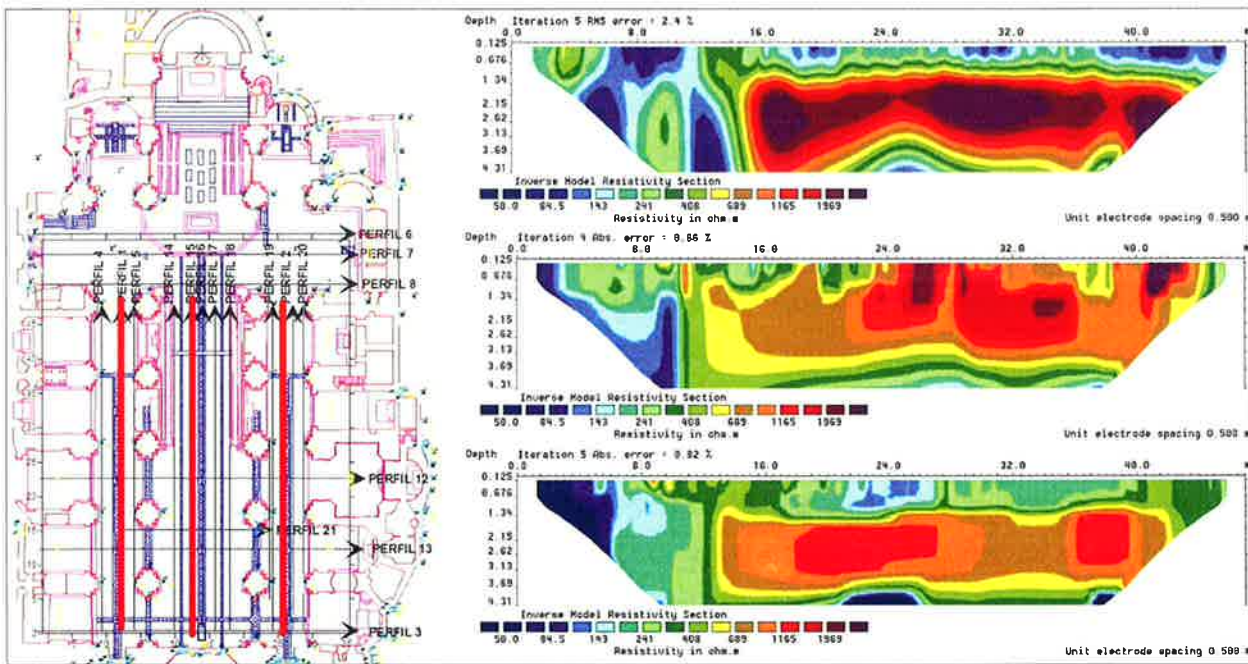 PERFIL 6
PERFIL 7
PERFIL 8
PERFIL 4
PERFIL 1
PERFIL 5
PERFIL 14
PERFIL 15
PERFIL 16
PERFIL 17
PERFIL 18
PERFIL 19
PERFIL 2
PERFIL 20
PERFIL 12
PERFIL 21
PERFIL 13
PERFIL 3
Depth Iteration 5 RMS error = 2.4 %
0.0 8.0 16.0 24.0 32.0 40.0
0.125
0.676
1.34
2.15
2.62
3.13
3.69
4.31
Inverse Model Resistivity Section
50.0 84.5 143 241 408 689 1165 1969
Resistivity in ohm.m
Unit electrode spacing 0.500
Depth Iteration 4 Abs. error = 0.86 %
0.0 8.0 16.0
0.125
0.676
1.34
2.15
2.62
3.13
3.69
4.31
Inverse Model Resistivity Section
50.0 84.5 143 241 408 689 1165 1969
Resistivity in ohm.m
Unit electrode spacing 0.500
Depth Iteration 5 Abs. error = 0.82 %
0.0 8.0 16.0 24.0 32.0 40.0
0.125
0.676
1.34
2.15
2.62
3.13
3.69
4.31
Inverse Model Resistivity Section
50.0 84.5 143 241 408 689 1165 1969
Resistivity in ohm.m
Unit electrode spacing 0.500